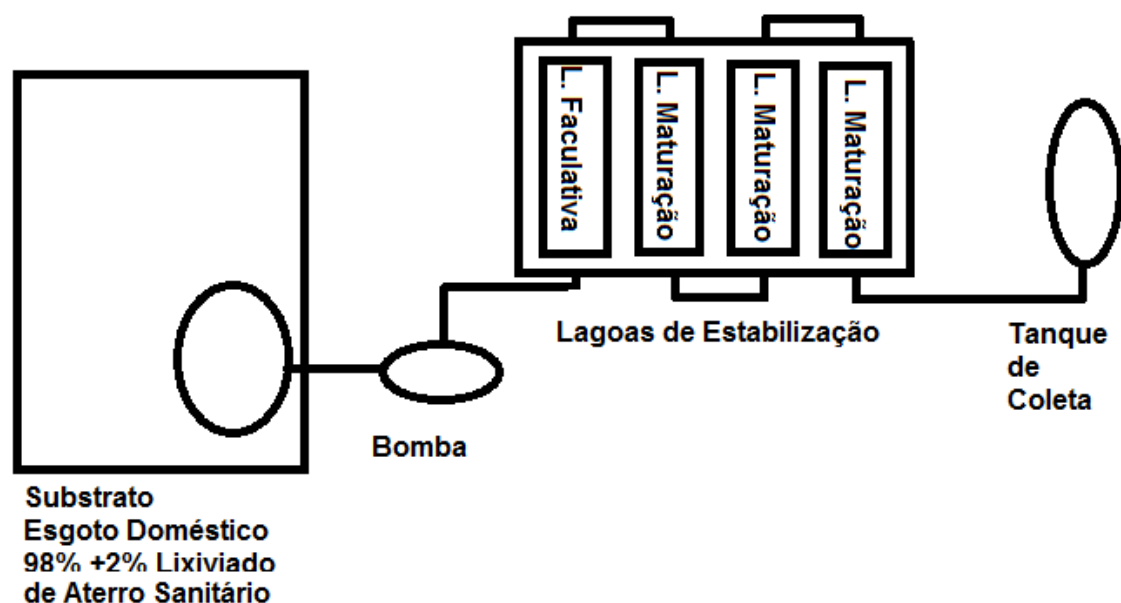 L. Faculativa
L. Maturação
L. Maturação
L. Maturação
Lagoas de Estabilização
Tanque
de
Coleta
Bomba
Substrato
Esgoto Doméstico
98% +2% Lixiviado
de Aterro Sanitário